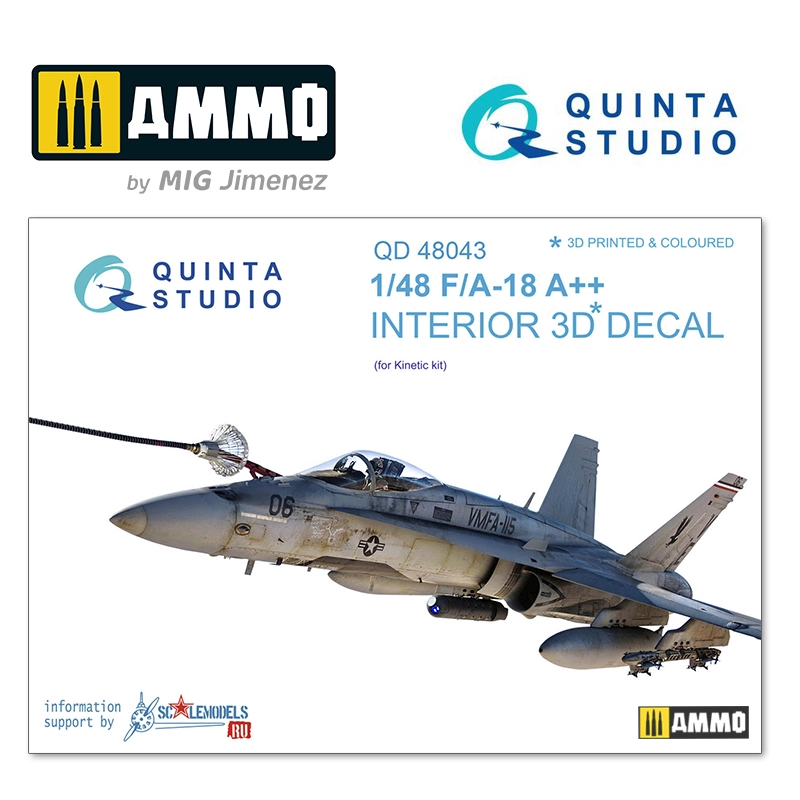 AMMO
by MIG Jimenez
QUINTA
STUDIO
QUINTA
STUDIO
QD 48043
* 3D PRINTED & COLOURED
1/48 F/A-18 A++
INTERIOR 3D* DECAL
(for Kinetic kit)
06
VMFA-115
information
support by
SCALEMODELS
RU
AMMO